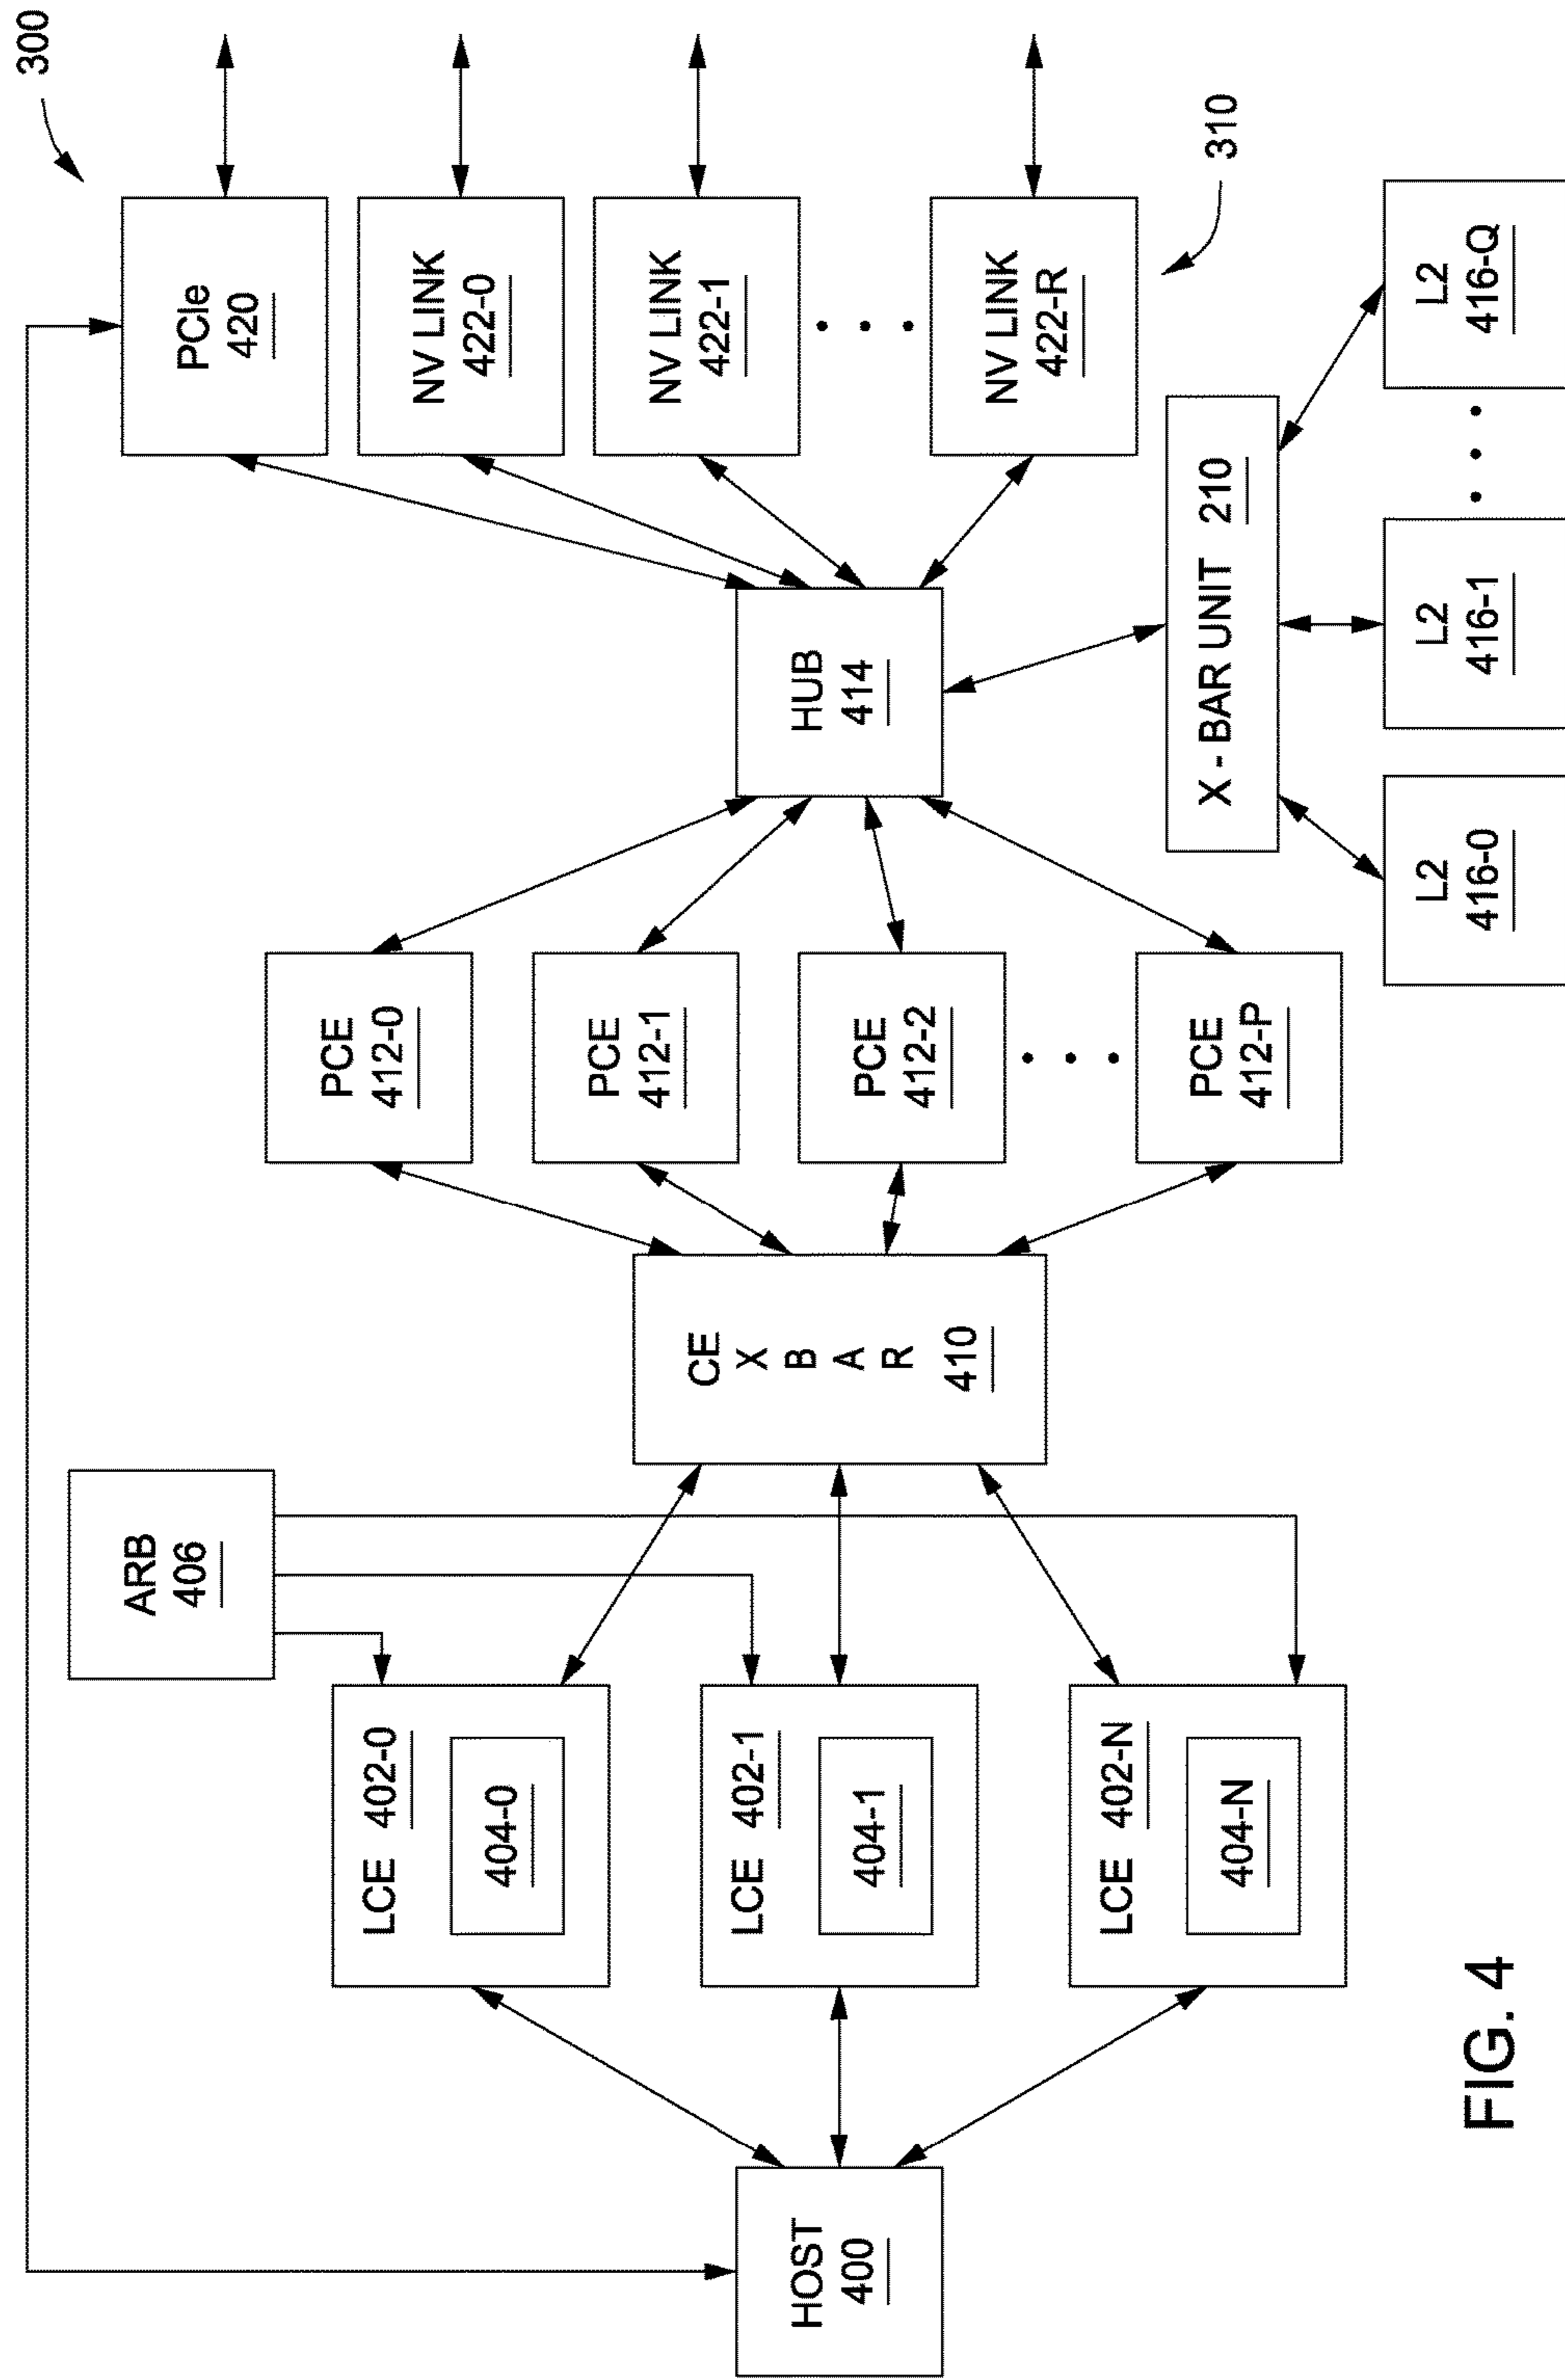 300
ARB
406
PCIe
420
LCE 402-0
404-0
PCE
412-0
NV LINK
422-0
HOST
400
LCE 402-1
404-1
CE
X
B
A
R
410
PCE
412-1
HUB
414
NV LINK
422-1
PCE
412-2
LCE 402-N
404-N
PCE
412-P
NV LINK
422-R
310
X - BAR UNIT 210
L2
416-0
L2
416-1
L2
416-Q
FIG. 4